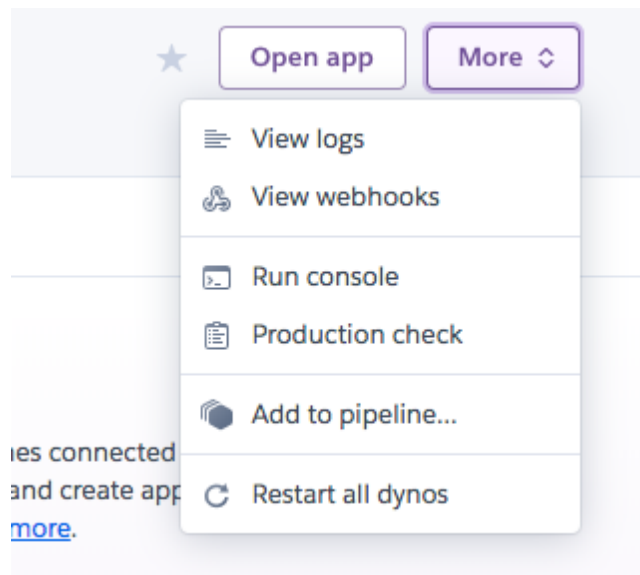 Open app
More
View logs
View webhooks
Run console
Production check
Add to pipeline...
connected
Restart all dynos
and create
more.